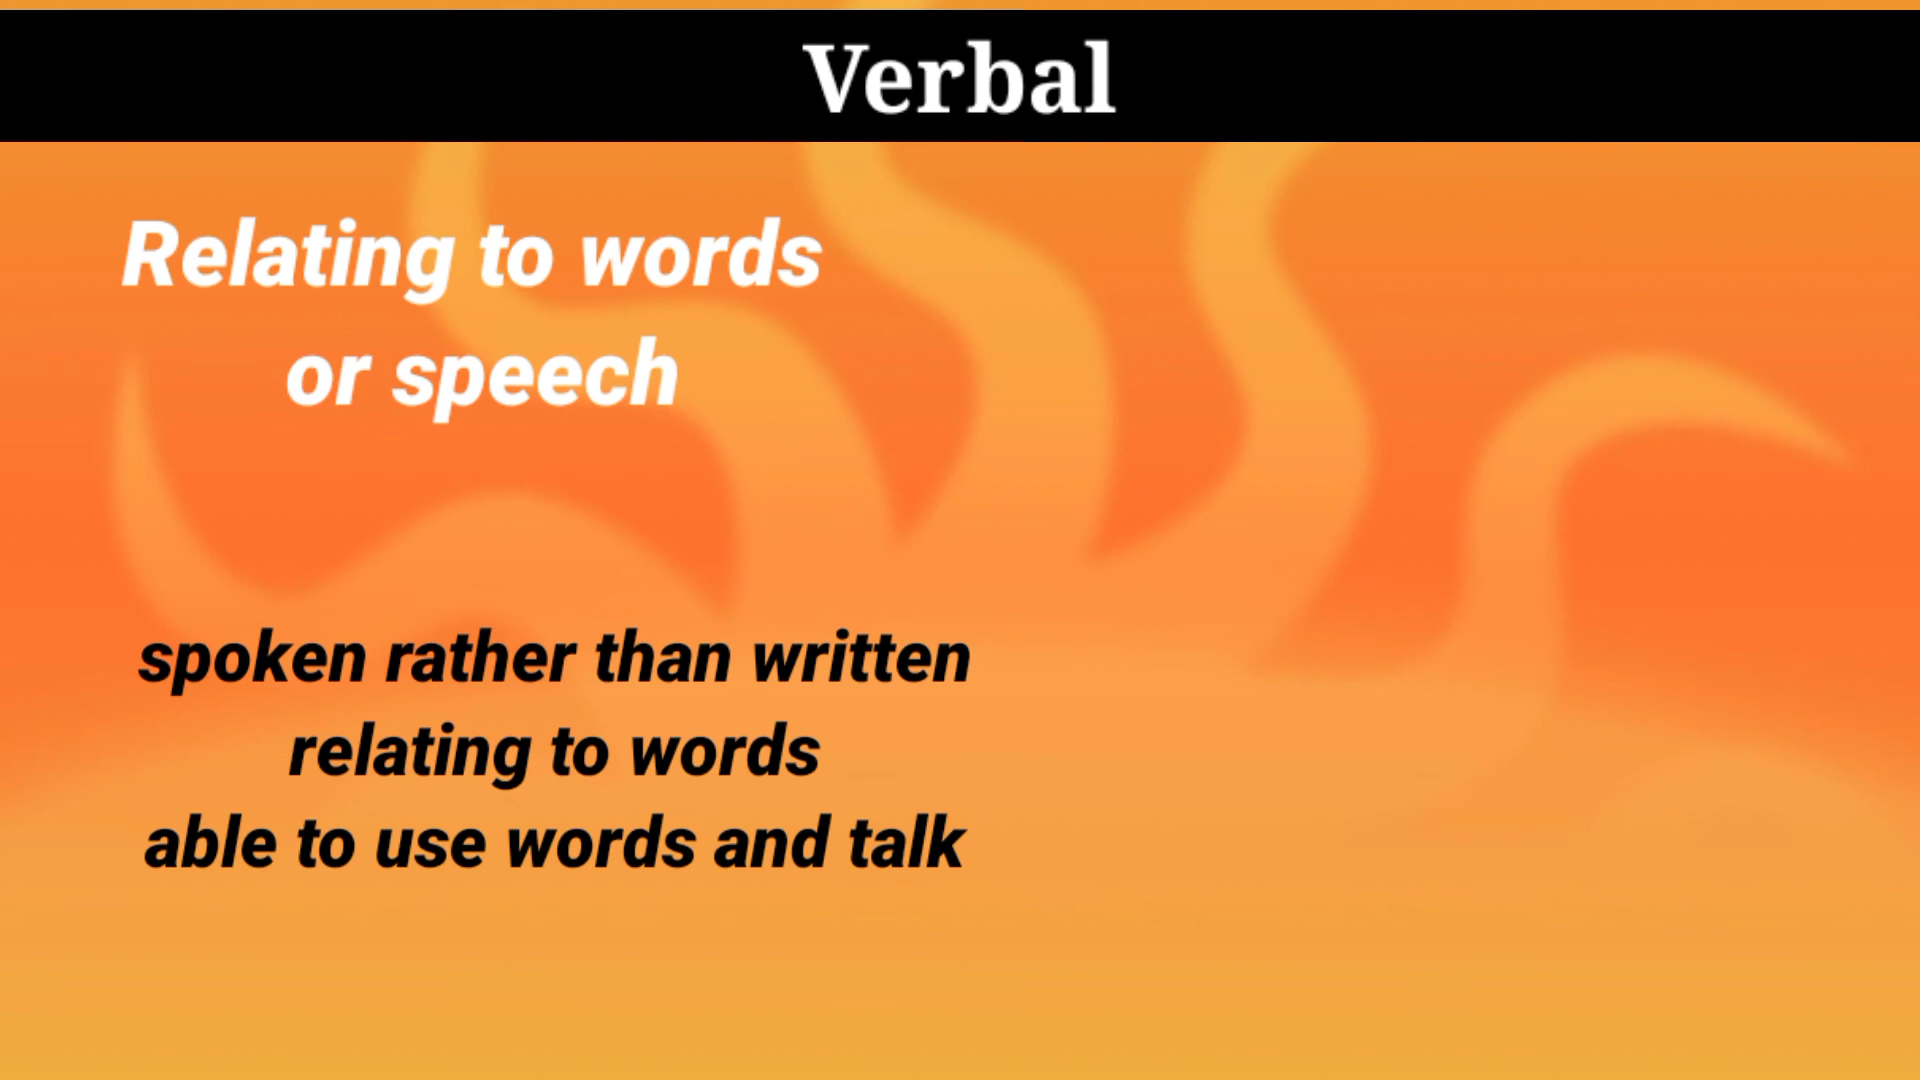 Verbal
Relating to words
or speech
spoken rather than written
relating to words
able to use words and talk